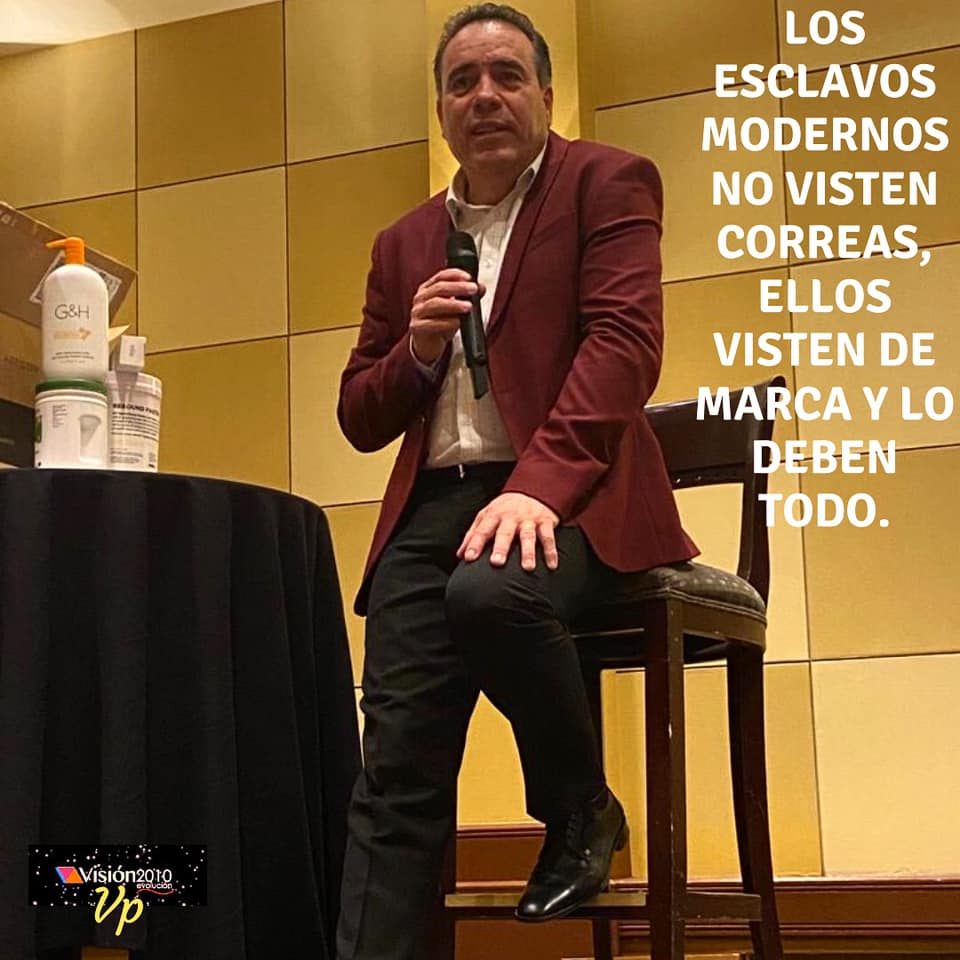 LOS
ESCLAVOS
MODERNOS
NO VISTEN
CORREAS,
ELLOS
VISTEN DE
MARCA Y LO
DEBEN
TODO.
G&H
Visión2010
evolución
Vp